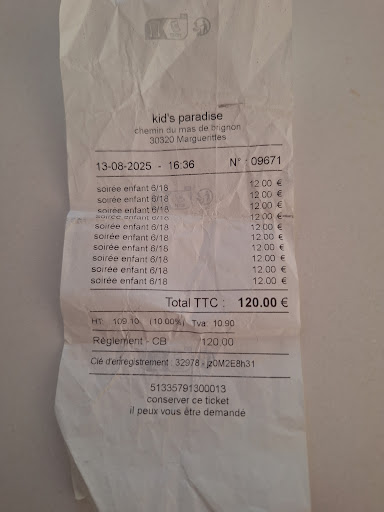 kid's paradise
chemin du mas de brignon
30320 Marguerittes
13-08-2025 - 16:36 N° : 09671
soirée enfant 6/18 12.00 €
soirée enfant 6/18 12.00 €
soirée enfant 6/18 12.00 €
soirée enfant 6/18 12.00 €
soirée enfant 6/18 12.00 €
soirée enfant 6/18 12.00 €
soirée enfant 6/18 12.00 €
soirée enfant 6/18 12.00 €
soirée enfant 6/18 12.00 €
soirée enfant 6/18 12.00 €
Total TTC : 120.00 €
HT: 109.10 (10.00%) Tva: 10.90
Règlement - CB 120.00
Clé d'enregistrement : 32978 - jz0M2E8h31
51335791300013
conserver ce ticket
il peux vous être demandé